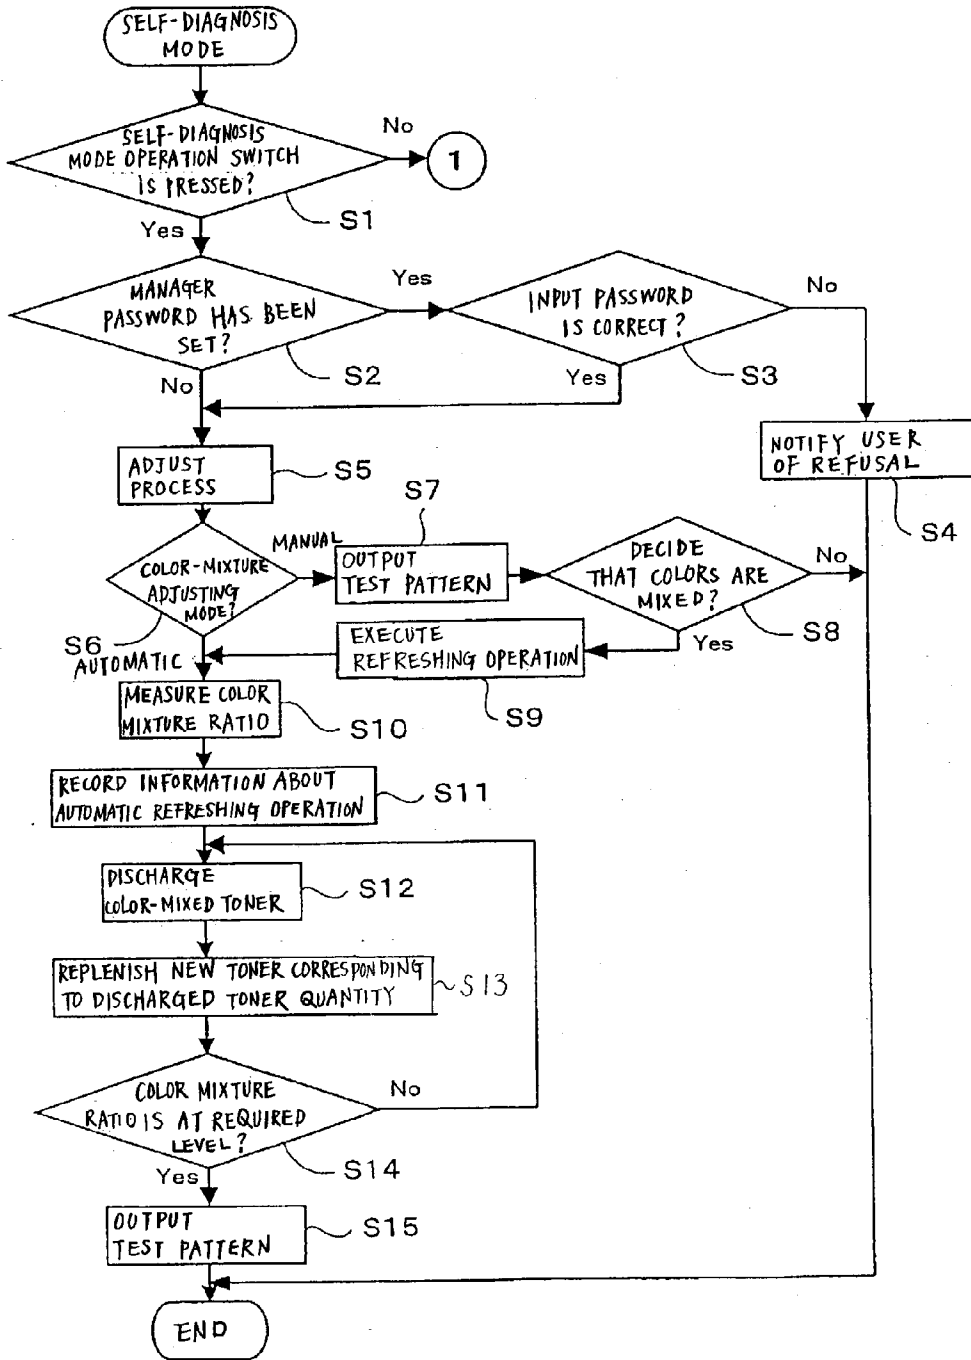 SELF-DIAGNOSIS
MODE
SELF-DIAGNOSIS
MODE OPERATION SWITCH
IS PRESSED?
No
1
S1
Yes
MANAGER
PASSWORD HAS BEEN
SET?
Yes
S2
No
INPUT PASSWORD
IS CORRECT?
No
S3
Yes
NOTIFY USER
OF REFUSAL
S4
ADJUST
PROCESS
S5
COLOR-MIXTURE
ADJUSTING
MODE?
S6
MANUAL
AUTOMATIC
S7
OUTPUT
TEST PATTERN
DECIDE
THAT COLORS ARE
MIXED?
No
S8
Yes
EXECUTE
REFRESHING OPERATION
S9
MEASURE COLOR
MIXTURE RATIO
S10
RECORD INFORMATION ABOUT
AUTOMATIC REFRESHING OPERATION
S11
DISCHARGE
COLOR-MIXED TONER
S12
REPLENISH NEW TONER CORRESPONDING
TO DISCHARGED TONER QUANTITY
S13
COLOR MIXTURE
RATIO IS AT REQUIRED
LEVEL?
No
S14
Yes
OUTPUT
TEST PATTERN
S15
END